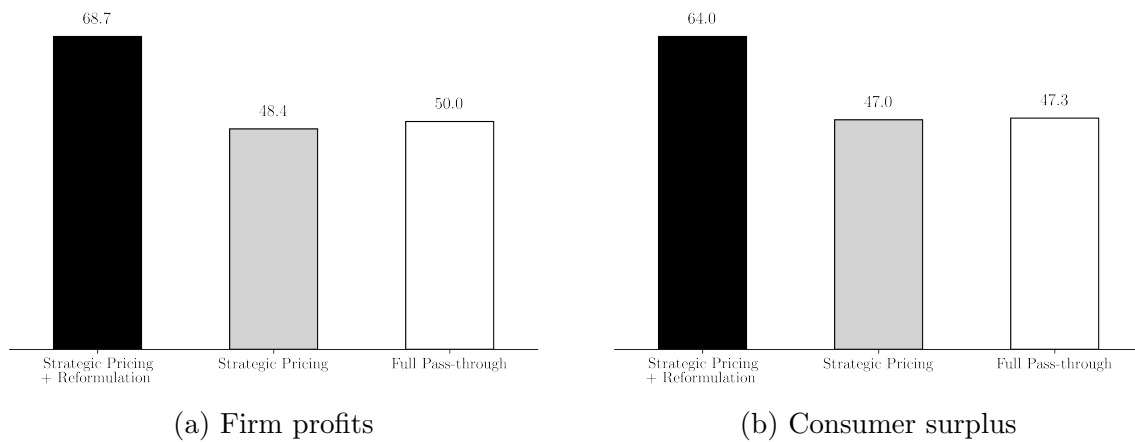 68.7
48.4
50.0
Strategic Pricing
+ Reformulation
Strategic Pricing
Full Pass-through
(a) Firm profits
64.0
47.0
47.3
Strategic Pricing
+ Reformulation
Strategic Pricing
Full Pass-through
(b) Consumer surplus